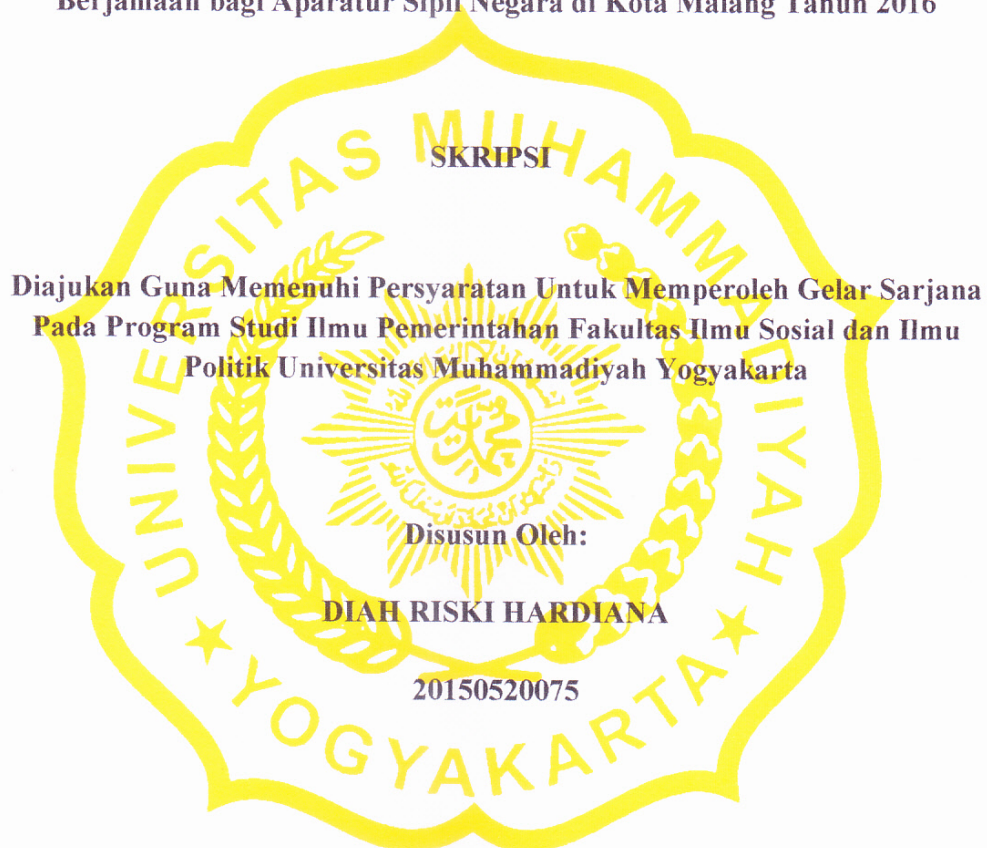 Berjamaah bagi Aparatur Sipil Negara di Kota Malang Tahun 2016
UNIVERSITAS MUHAMMADIYAH
SKRIPSI
Diajukan Guna Memenuhi Persyaratan Untuk Memperoleh Gelar Sarjana
Pada Program Studi Ilmu Pemerintahan Fakultas Ilmu Sosial dan Ilmu
Politik Universitas Muhammadiyah Yogyakarta
Disusun Oleh:
DIAH RISKI HARDIANA
20150520075
★ YOGYAKARTA ★